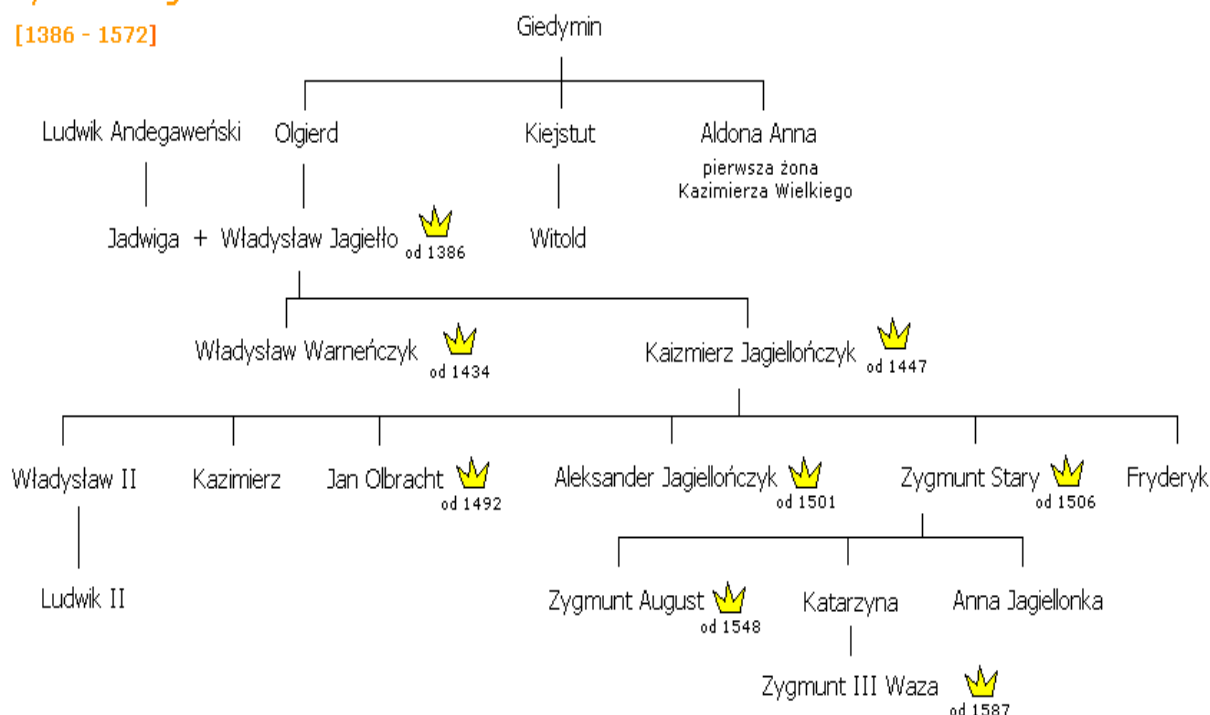 [1386 - 1572]
Giedymin
Ludwik Andegaweński Olgierd Kiejstut Aldona Anna
pierwsza żona
Kazimierza Wielkiego
Jadwiga + Władysław Jagiełło od 1386 Witold
Władysław Warneńczyk od 1434 Kaizmierz Jagiellończyk od 1447
Władysław II Kazimierz Jan Olbracht od 1492 Aleksander Jagiellończyk od 1501 Zygmunt Stary od 1506 Fryderyk
Ludwik II Zygmunt August od 1548 Katarzyna Anna Jagiellonka
Zygmunt III Waza od 1587